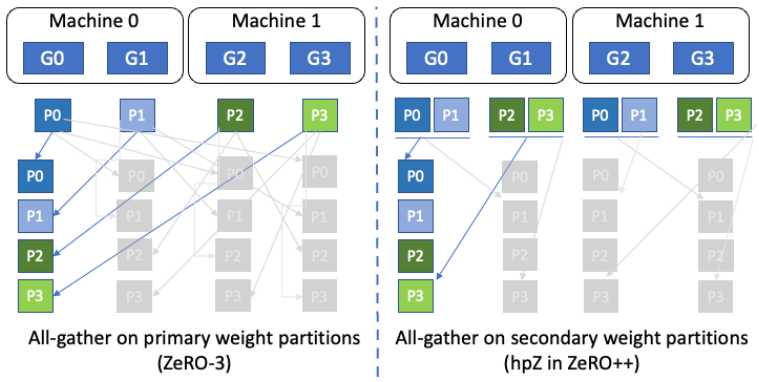 Machine 0 Machine 1 Machine 0 Machine 1
G0 G1 G2 G3 G0 G1 G2 G3
P0 P1 P2 P3 P0 P1 P2 P3 P0 P1 P2 P3
P0 P0 P0 P0 P0 P0 P0 P0
P1 P1 P1 P1 P1 P1 P1 P1
P2 P2 P2 P2 P2 P2 P2 P2
P3 P3 P3 P3 P3 P3 P3 P3
All-gather on primary weight partitions
(ZeRO-3)
All-gather on secondary weight partitions
(hpZ in ZeRO++)